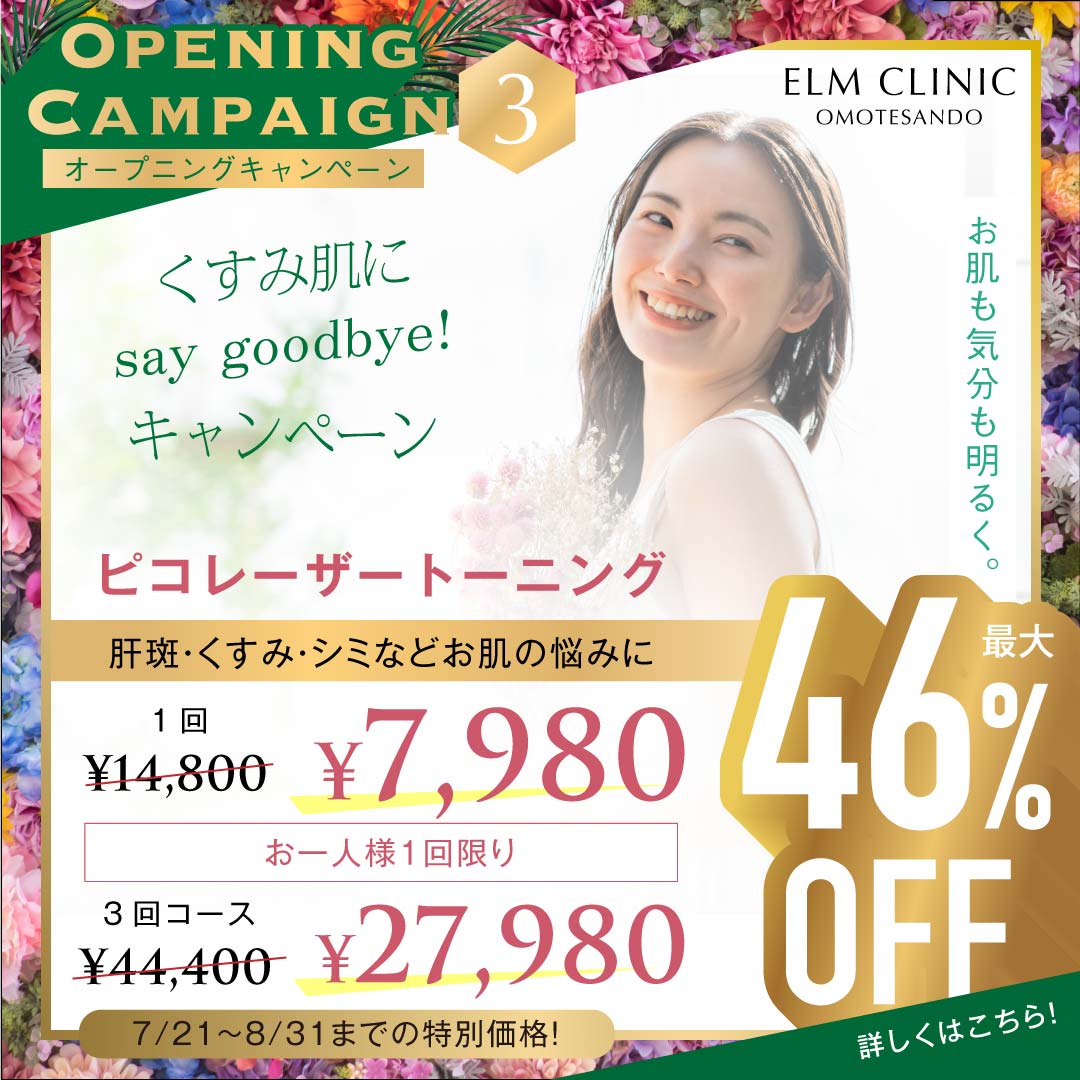 OPENING
CAMPAIGN
3
オープニングキャンペーン
ELM CLINIC
OMOTESANDO
くすみ肌に
say goodbye!
キャンペーン
お肌も気分も明るく。
ピコレーザートーニング
肝斑・くすみ・シミなどお肌の悩みに
1回
¥14,800
¥7,980
お一人様1回限り
3回コース
¥44,400
¥27,980
最大
46%
OFF
7/21〜8/31までの特別価格!
詳しくはこちら!